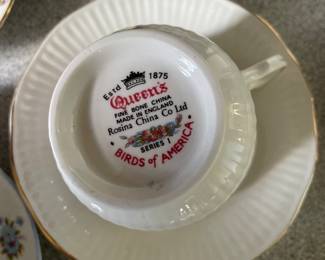 Estd 1875
Queen's
FINE BONE CHINA
MADE IN ENGLAND
Rosina China Co Ltd
SERIES 1
BIRDS of AMERICA